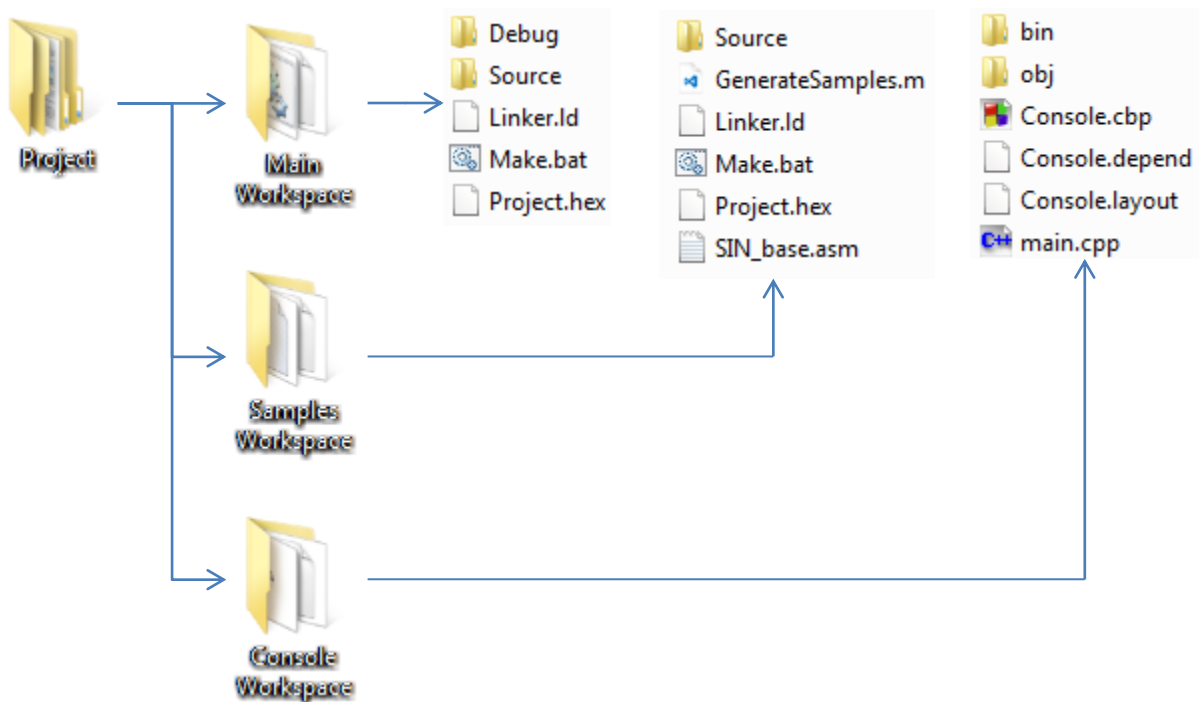 Project
Main
Workspace
Debug
Source
Linker.ld
Make.bat
Project.hex
Source
GenerateSamples.m
Linker.ld
Make.bat
Project.hex
SIN_base.asm
bin
obj
Console.cbp
Console.depend
Console.layout
C++ main.cpp
Samples
Workspace
Console
Workspace